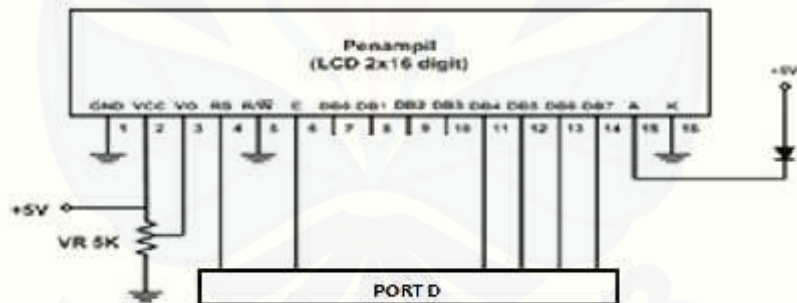 Penampil
(LCD 2x16 digit)
+5V
GND VCC VO RS R/W E DB0 DB1 DB2 DB3 DB4 DB5 DB6 DB7 A K
1 2 3 4 5 6 7 8 9 10 11 12 13 14 15 16
+5V
VR 5K
PORT D